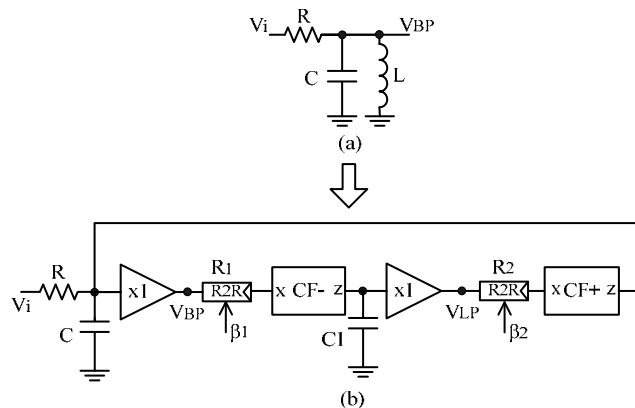 Vi R VBP
C L
(a)
R R1 R2
Vi x1 R2R x CF- z x1 R2R x CF+ z
C VBP β1 C1 VLP β2
(b)